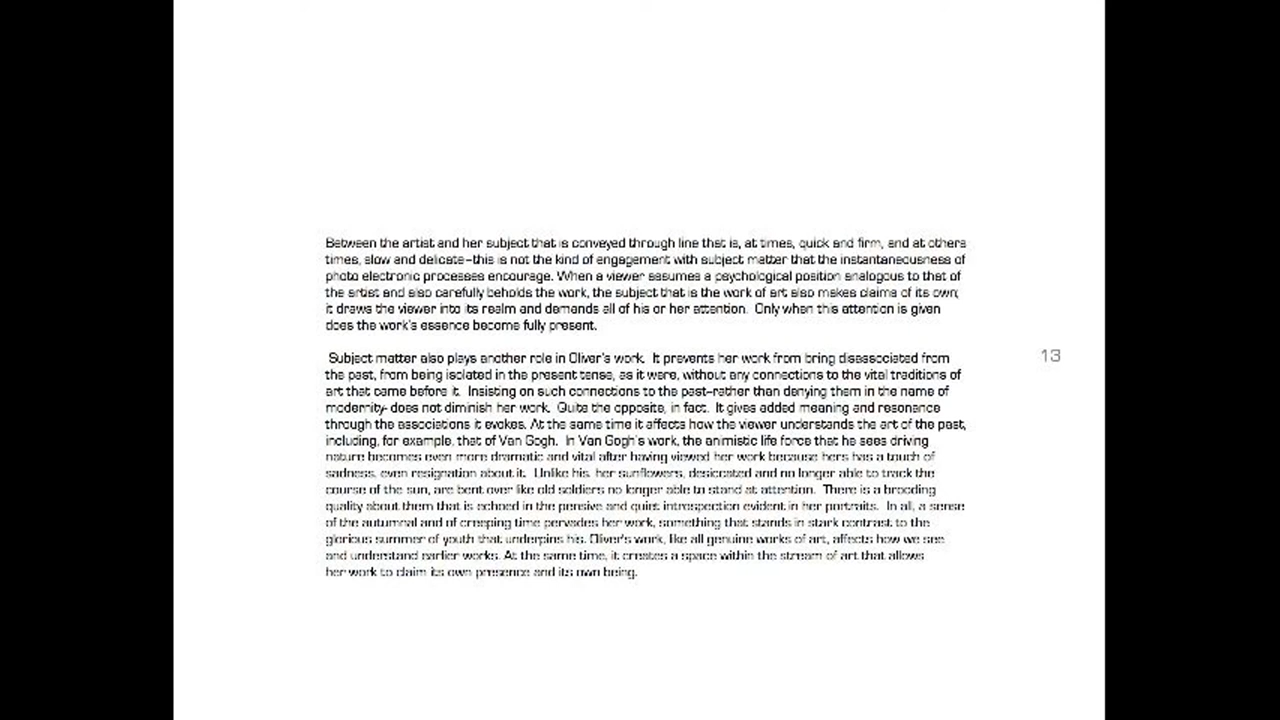 Between the artist and her subject that is conveyed through line that is, at times, quick and firm, and at others
times, slow and delicate–this is not the kind of engagement with subject matter that the instantaneousness of
photo electronic processes encourage. When a viewer assumes a psychological position analogous to that of
the artist and also carefully beholds the work, the subject that is the work of art also makes claims of its own;
it draws the viewer into its realm and demands all of his or her attention.  Only when this attention is given
does the work's essence become fully present.
Subject matter also plays another role in Oliver's work.  It prevents her work from bring disassociated from
the past, from being isolated in the present tense, as it were, without any connections to the vital traditions of
art that came before it.  Insisting on such connections to the past–rather than denying them in the name of
modernity- does not diminish her work.  Quite the opposite, in fact.  It gives added meaning and resonance
through the associations it evokes. At the same time it affects how the viewer understands the art of the past,
including, for example, that of Van Gogh.  In Van Gogh's work, the animistic life force that he sees driving
nature becomes even more dramatic and vital after having viewed her work because hers has a touch of
sadness, even resignation about it.  Unlike his, her sunflowers, desiccated and no longer able to track the
course of the sun, are bent over like old soldiers no longer able to stand at attention.  There is a brooding
quality about them that is echoed in the pensive and quiet introspection evident in her portraits.  In all, a sense
of the autumnal and of creeping time pervades her work, something that stands in stark contrast to the
glorious summer of youth that underpins his. Oliver's work, like all genuine works of art, affects how we see
and understand earlier works. At the same time, it creates a space within the stream of art that allows
her work to claim its own presence and its own being.
13